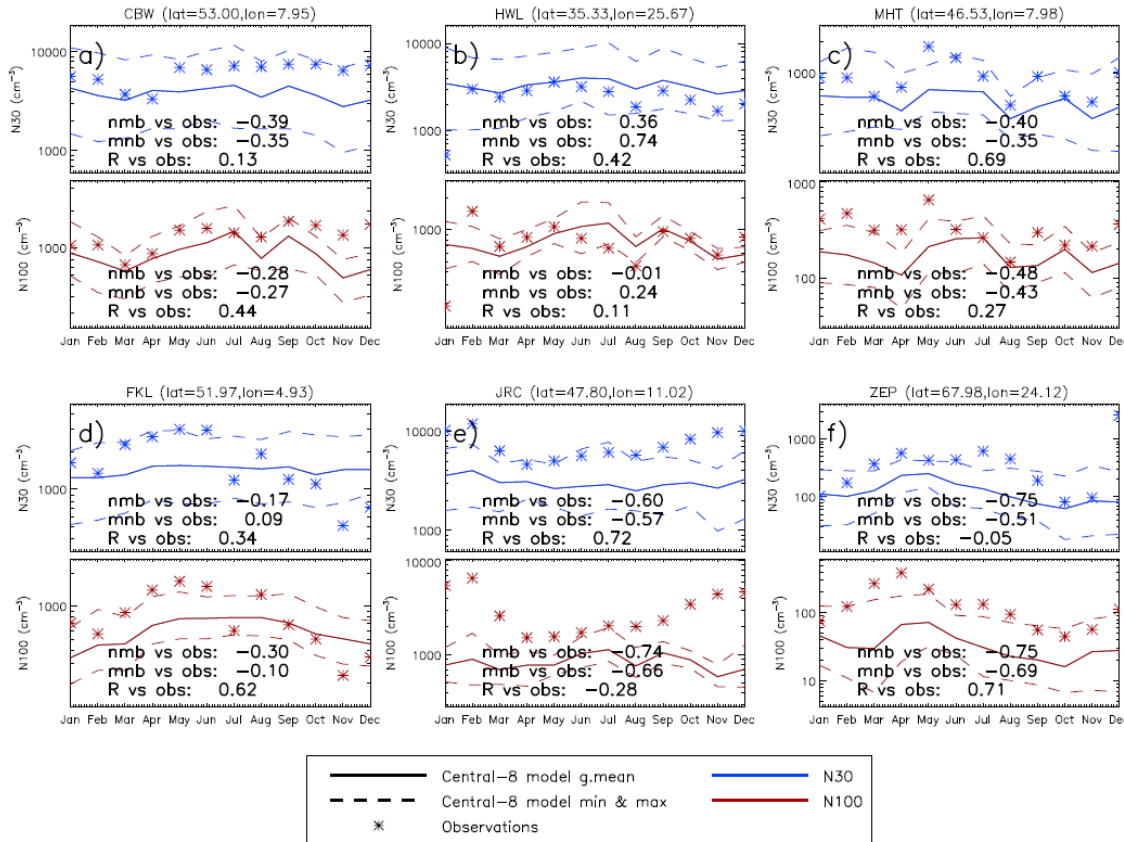 CBW (lat=53.00,lon=7.95)
a)
N30 (cm⁻³)
10000
1000
nmb vs obs: −0.39
mnb vs obs: −0.35
R vs obs: 0.13
N100 (cm⁻³)
1000
nmb vs obs: −0.28
mnb vs obs: −0.27
R vs obs: 0.44
Jan Feb Mar Apr May Jun Jul Aug Sep Oct Nov Dec
HWL (lat=35.33,lon=25.67)
b)
N30 (cm⁻³)
10000
1000
nmb vs obs: 0.36
mnb vs obs: 0.74
R vs obs: 0.42
N100 (cm⁻³)
1000
nmb vs obs: −0.01
mnb vs obs: 0.24
R vs obs: 0.11
Jan Feb Mar Apr May Jun Jul Aug Sep Oct Nov Dec
MHT (lat=46.53,lon=7.98)
c)
N30 (cm⁻³)
1000
nmb vs obs: −0.40
mnb vs obs: −0.35
R vs obs: 0.69
N100 (cm⁻³)
1000
100
nmb vs obs: −0.48
mnb vs obs: −0.43
R vs obs: 0.27
Jan Feb Mar Apr May Jun Jul Aug Sep Oct Nov Dec
FKL (lat=51.97,lon=4.93)
d)
N30 (cm⁻³)
1000
nmb vs obs: −0.17
mnb vs obs: 0.09
R vs obs: 0.34
N100 (cm⁻³)
1000
nmb vs obs: −0.30
mnb vs obs: −0.10
R vs obs: 0.62
Jan Feb Mar Apr May Jun Jul Aug Sep Oct Nov Dec
JRC (lat=47.80,lon=11.02)
e)
N30 (cm⁻³)
10000
1000
nmb vs obs: −0.60
mnb vs obs: −0.57
R vs obs: 0.72
N100 (cm⁻³)
10000
1000
nmb vs obs: −0.74
mnb vs obs: −0.66
R vs obs: −0.28
Jan Feb Mar Apr May Jun Jul Aug Sep Oct Nov Dec
ZEP (lat=67.98,lon=24.12)
f)
N30 (cm⁻³)
1000
100
nmb vs obs: −0.75
mnb vs obs: −0.51
R vs obs: −0.05
N100 (cm⁻³)
100
10
nmb vs obs: −0.75
mnb vs obs: −0.69
R vs obs: 0.71
Jan Feb Mar Apr May Jun Jul Aug Sep Oct Nov Dec
Central−8 model g.mean
Central−8 model min & max
Observations
N30
N100